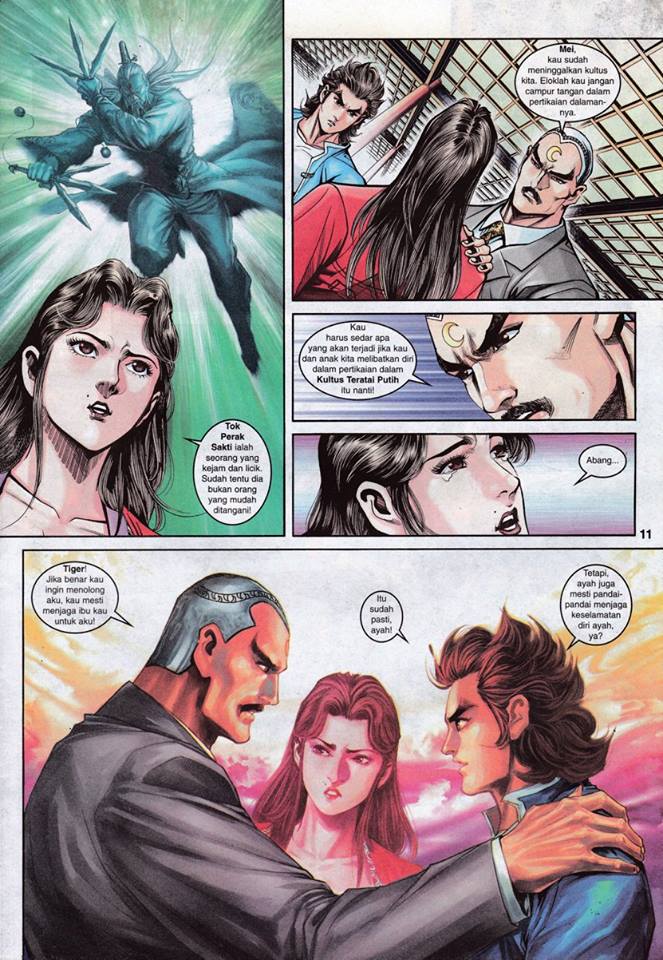 Tok
Perak
Sakti ialah
seorang yang
kejam dan licik.
Sudah tentu dia
bukan orang
yang mudah
ditangani!
Mei,
kau sudah
meninggalkan kultus
kita. Eloklah kau jangan
campur tangan dalam
pertikaian dalaman-
nya.
Kau
harus sedar apa
yang akan terjadi jika kau
dan anak kita melibatkan diri
dalam pertikaian dalam
Kultus Teratai Putih
itu nanti!
Abang...
11
Tiger!
Jika benar kau
ingin menolong
aku, kau mesti
menjaga ibu kau
untuk aku!
Itu
sudah
pasti,
ayah!
Tetapi,
ayah juga
mesti pandai-
pandai menjaga
keselamatan
diri ayah,
ya?